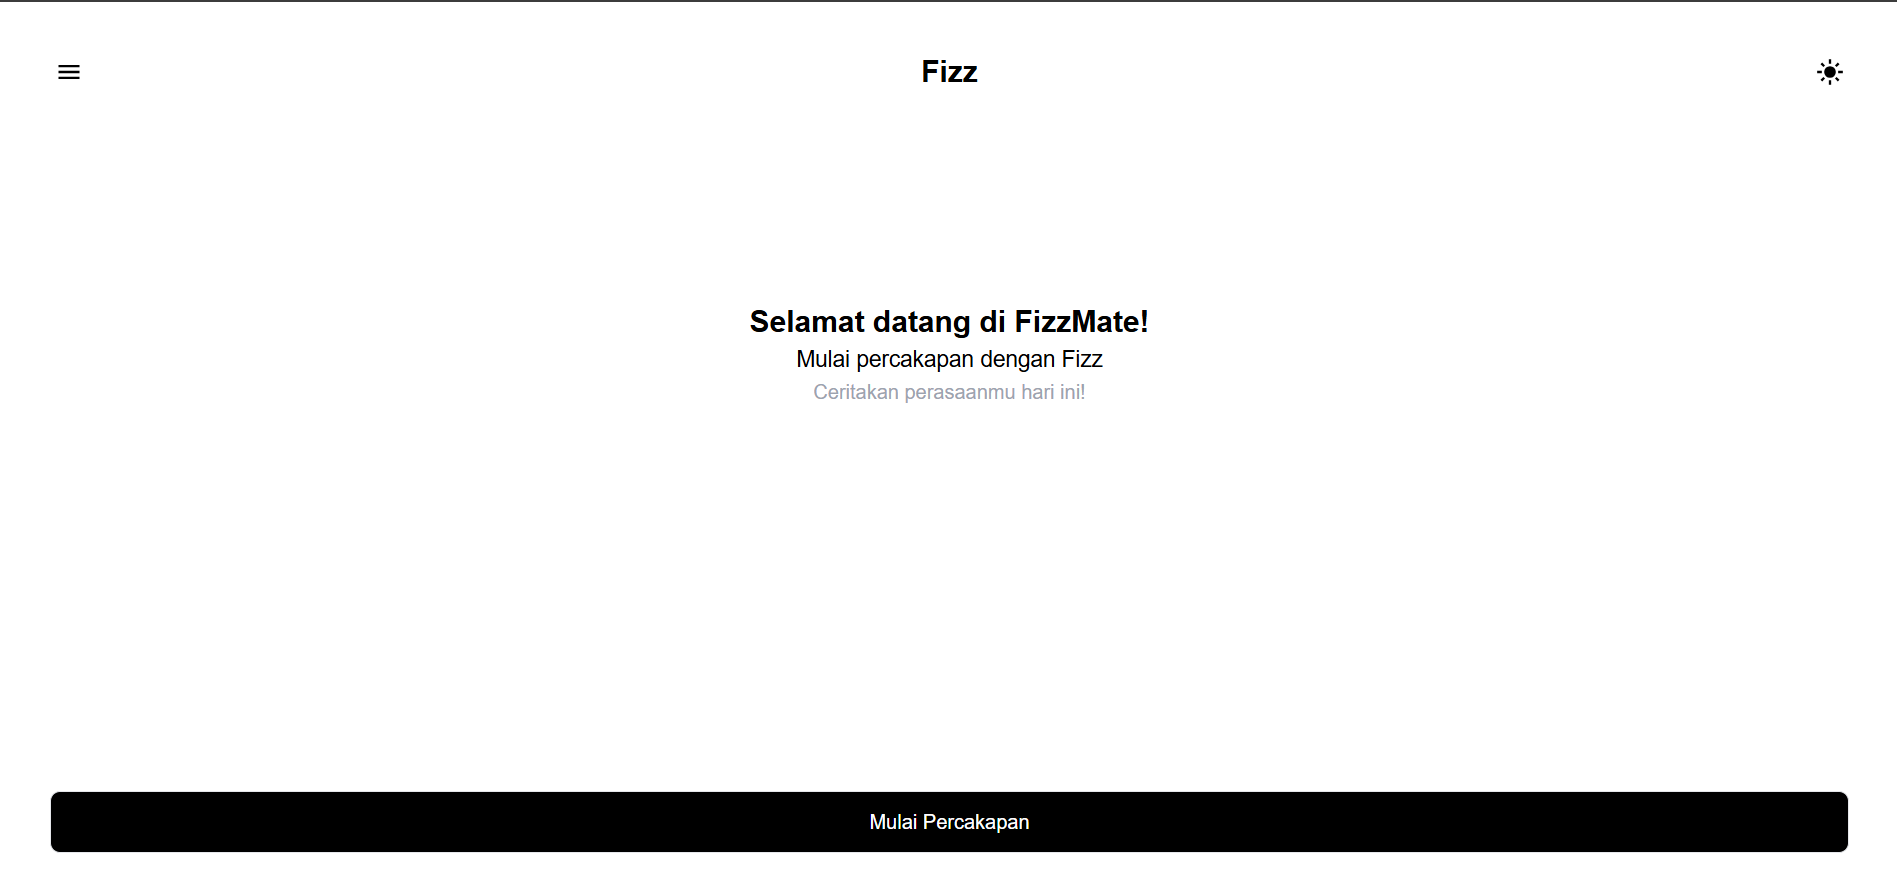 Fizz
Selamat datang di FizzMate!
Mulai percakapan dengan Fizz
Ceritakan perasaanmu hari ini!
Mulai Percakapan